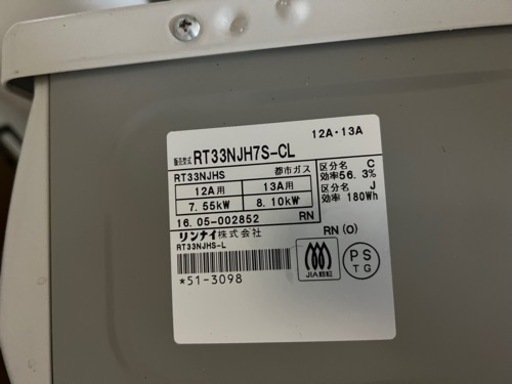 12A・13A
販売型式 RT33NJH7S-CL
RT33NJHS 都市ガス
12A用 13A用
7.55kW 8.10kW
16.05-002852 RN
リンナイ株式会社
RT33NJHS-L
*51-3098
区分名 C
効率56.3%
区分名 J
効率 180Wh
RN(O)
JIA認証
PS
TG